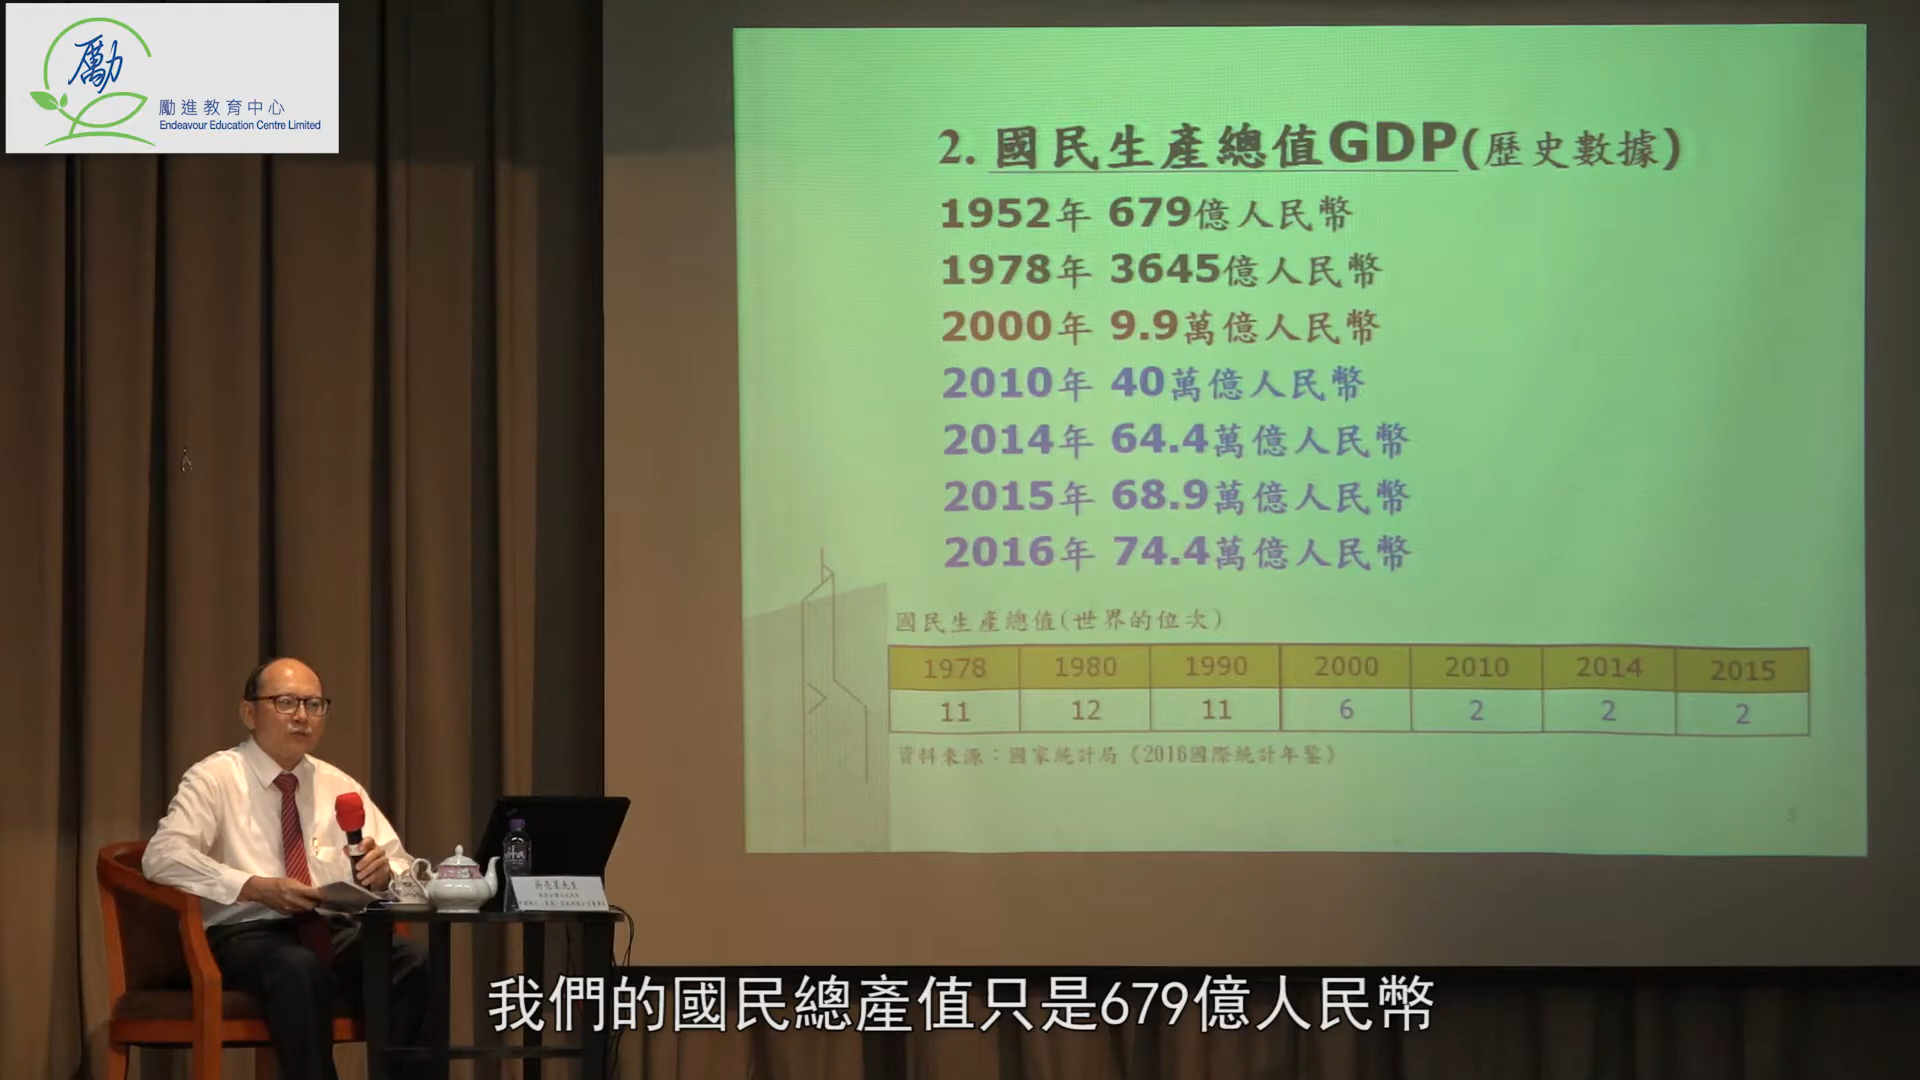 勵
勵進教育中心
Endeavour Education Centre Limited
2. 國民生產總值GDP(歷史數據)
1952年 679億人民幣
1978年 3645億人民幣
2000年 9.9萬億人民幣
2010年 40萬億人民幣
2014年 64.4萬億人民幣
2015年 68.9萬億人民幣
2016年 74.4萬億人民幣
國民生產總值(世界的位次)
1978 1980 1990 2000 2010 2014 2015
11 12 11 6 2 2 2
資料來源：國家統計局《2016國際統計年鑒》
我們的國民總產值只是679億人民幣